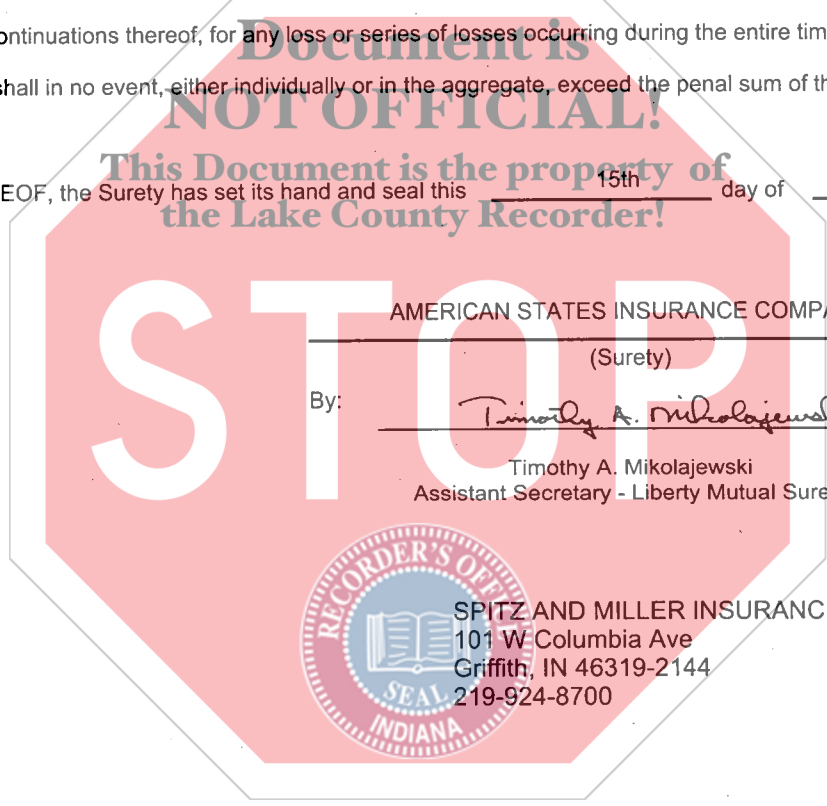 ontinuations thereof, for any loss or series of losses occurring during the entire tim
Document is
shall in no event, either individually or in the aggregate, exceed the penal sum of th
NOT OFFICIAL!
This Document is the property of
EOF, the Surety has set its hand and seal this 15th day of
the Lake County Recorder!
STOP
AMERICAN STATES INSURANCE COMPA
(Surety)
By: Timothy A. Mikolajews
Timothy A. Mikolajewski
Assistant Secretary - Liberty Mutual Sure
RECORDER'S OFFICE
SEAL
INDIANA
SPITZ AND MILLER INSURANC
101 W Columbia Ave
Griffith, IN 46319-2144
219-924-8700